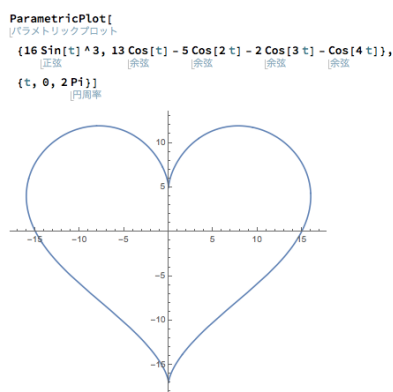 ParametricPlot[
パラメトリックプロット
{16 Sin[t]^3, 13 Cos[t] - 5 Cos[2 t] - 2 Cos[3 t] - Cos[4 t]},
正弦 余弦 余弦 余弦 余弦
{t, 0, 2 Pi}]
円周率
10
5
-15 -10 -5 5 10 15
-5
-10
-15